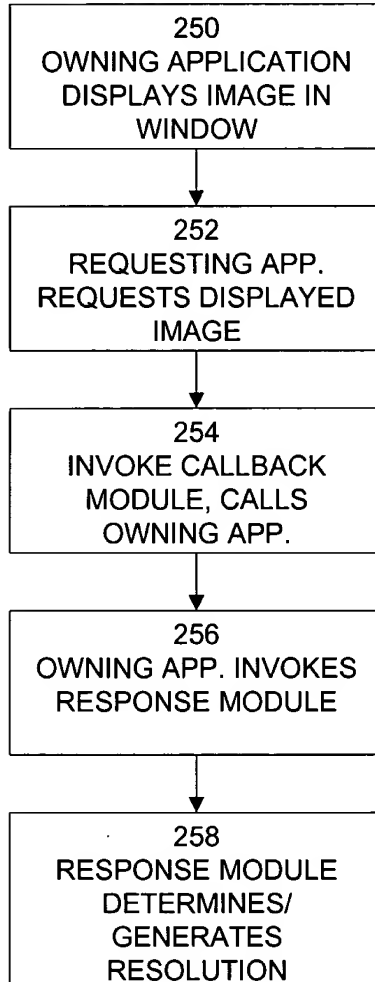 250
OWNING APPLICATION
DISPLAYS IMAGE IN
WINDOW
252
REQUESTING APP.
REQUESTS DISPLAYED
IMAGE
254
INVOKE CALLBACK
MODULE, CALLS
OWNING APP.
256
OWNING APP. INVOKES
RESPONSE MODULE
258
RESPONSE MODULE
DETERMINES/
GENERATES
RESOLUTION